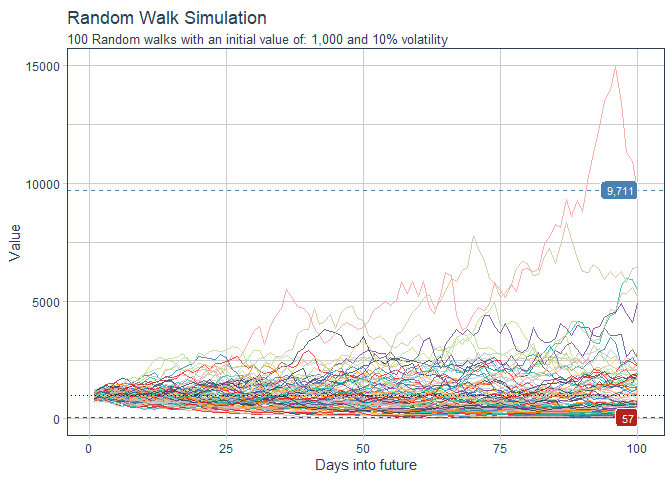 Random Walk Simulation
100 Random walks with an initial value of: 1,000 and 10% volatility
15000
10000
9,711
5000
0
57
Value
0 25 50 75 100
Days into future